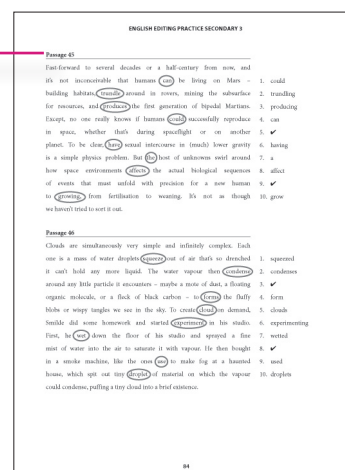 ENGLISH EDITING PRACTICE SECONDARY 3
Passage 45
Fast-forward to several decades or a half-century from now, and
it's not inconceivable that humans can be living on Mars – 1. could
building habitats, trundle around in rovers, mining the subsurface 2. trundling
for resources, and produces the first generation of bipedal Martians. 3. producing
Except, no one really knows if humans could successfully reproduce 4. can
in space, whether that's during spaceflight or on another 5. ✔
planet. To be clear, have sexual intercourse in (much) lower gravity 6. having
is a simple physics problem. But the host of unknowns swirl around 7. a
how space environments affects the actual biological sequences 8. affect
of events that must unfold with precision for a new human 9. ✔
to growing, from fertilisation to weaning. It's not as though 10. grow
we haven't tried to sort it out.
Passage 46
Clouds are simultaneously very simple and infinitely complex. Each
one is a mass of water droplets squeeze out of air that's so drenched 1. squeezed
it can't hold any more liquid. The water vapour then condense 2. condenses
around any little particle it encounters – maybe a mote of dust, a floating 3. ✔
organic molecule, or a fleck of black carbon – to forms the fluffy 4. form
blobs or wispy tangles we see in the sky. To create cloud on demand, 5. clouds
Smilde did some homework and started experiment in his studio. 6. experimenting
First, he wet down the floor of his studio and sprayed a fine 7. wetted
mist of water into the air to saturate it with vapour. He then bought 8. ✔
in a smoke machine, like the ones use to make fog at a haunted 9. used
house, which spit out tiny droplet of material on which the vapour 10. droplets
could condense, puffing a tiny cloud into a brief existence.
84